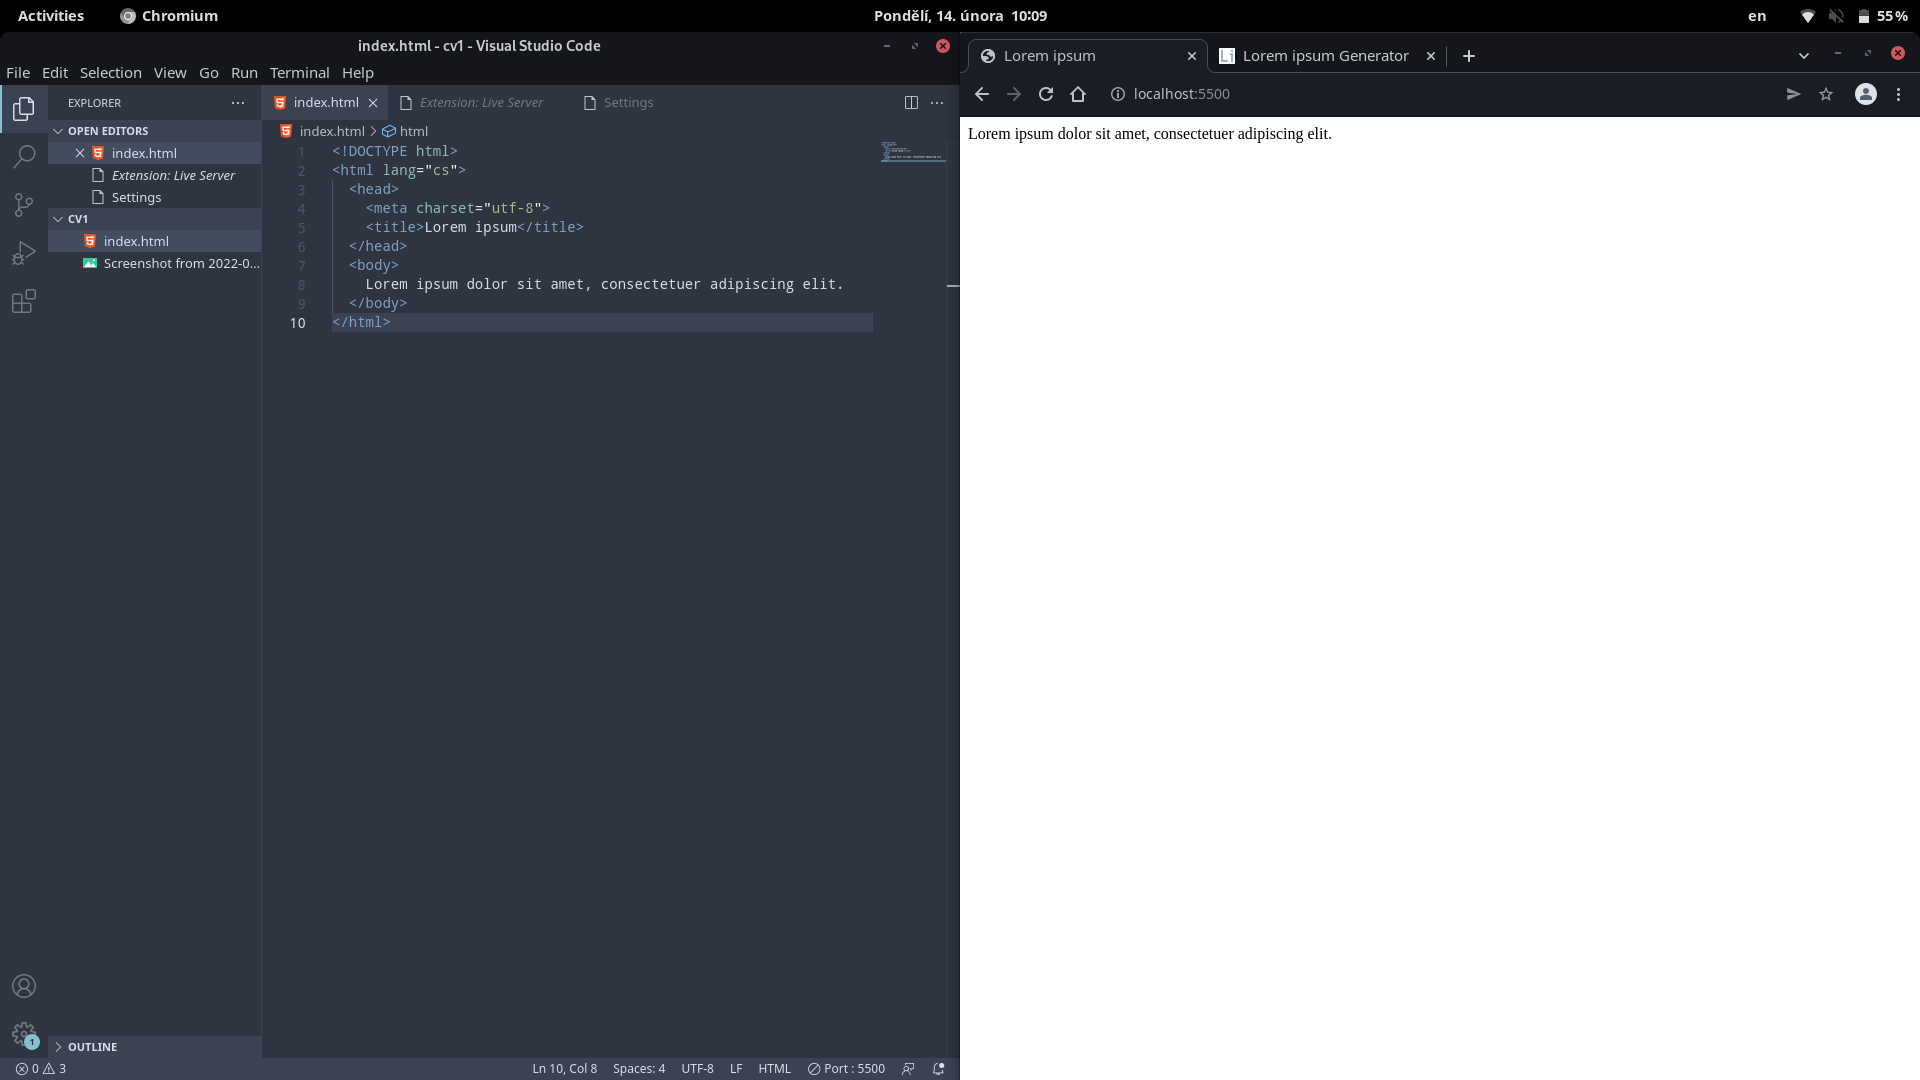 Activities
Chromium
Pondělí, 14. února 10:09
en
55 %
index.html - cv1 - Visual Studio Code
File Edit Selection View Go Run Terminal Help
EXPLORER
OPEN EDITORS
index.html
Extension: Live Server
Settings
CV1
index.html
Screenshot from 2022-0...
OUTLINE
index.html
Extension: Live Server
Settings
index.html > html
1 <!DOCTYPE html>
2 <html lang="cs">
3 <head>
4 <meta charset="utf-8">
5 <title>Lorem ipsum</title>
6 </head>
7 <body>
8 Lorem ipsum dolor sit amet, consectetuer adipiscing elit.
9 </body>
10 </html>
1
0 3
Ln 10, Col 8 Spaces: 4 UTF-8 LF HTML Port : 5500
Lorem ipsum
Lorem ipsum Generator
localhost:5500
Lorem ipsum dolor sit amet, consectetuer adipiscing elit.